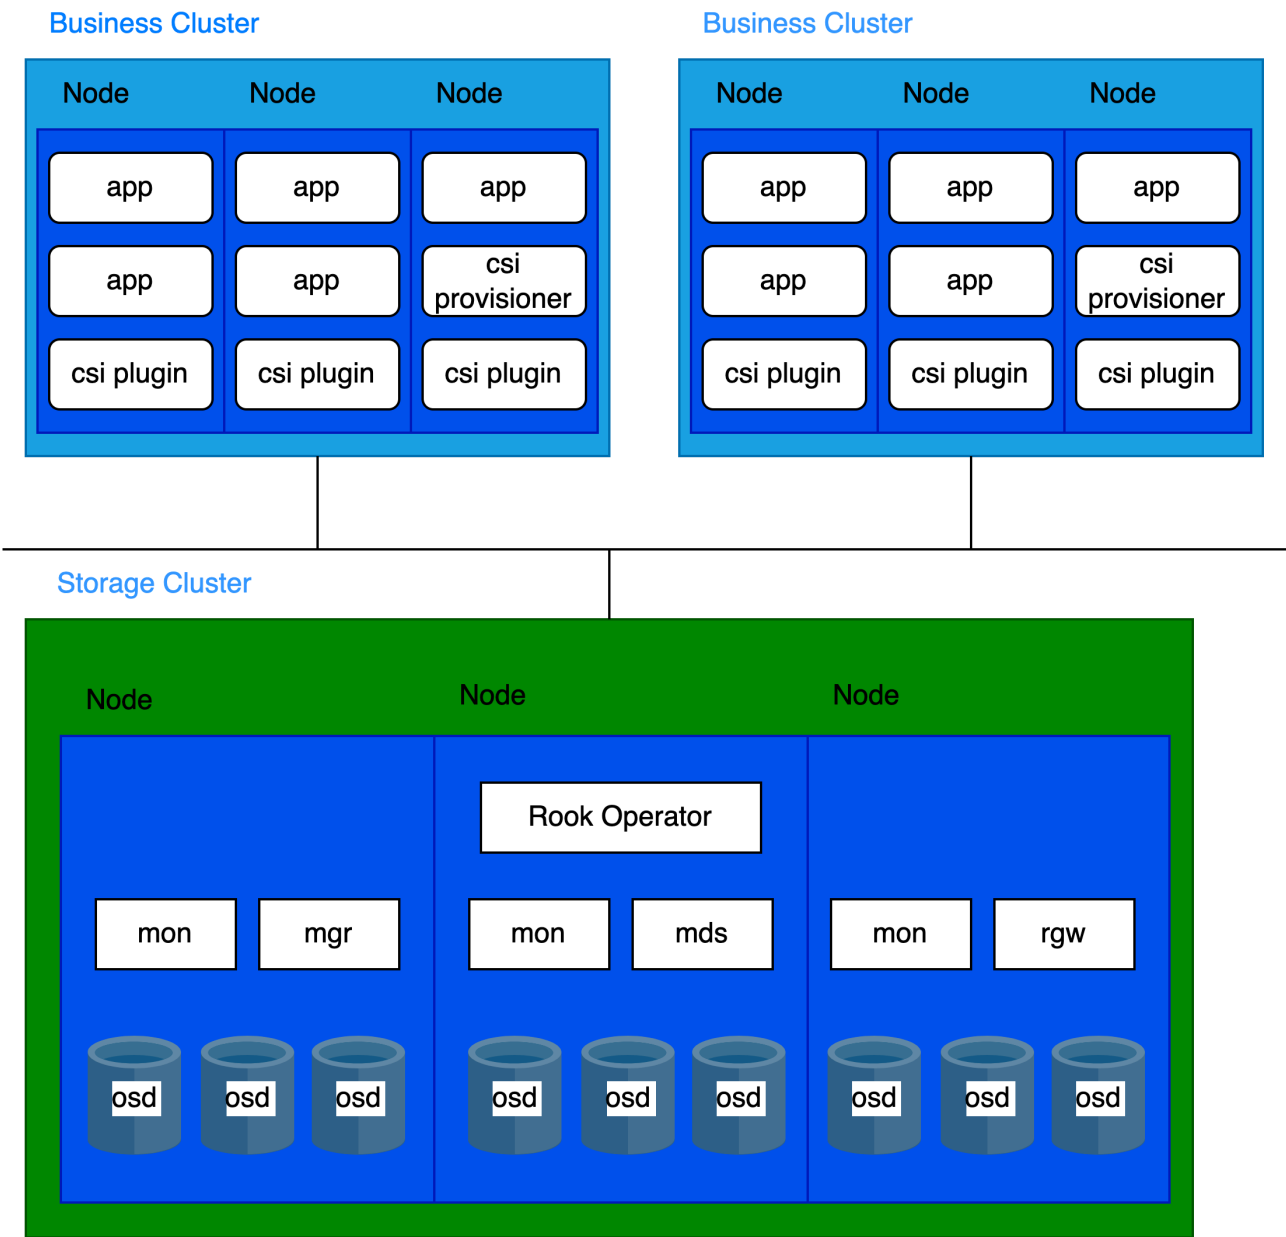 Business Cluster
Business Cluster
Node
Node
Node
Node
Node
Node
app
app
app
app
app
app
app
app
csi
provisioner
app
app
csi
provisioner
csi plugin
csi plugin
csi plugin
csi plugin
csi plugin
csi plugin
Storage Cluster
Node
Node
Node
Rook Operator
mon
mgr
mon
mds
mon
rgw
osd
osd
osd
osd
osd
osd
osd
osd
osd